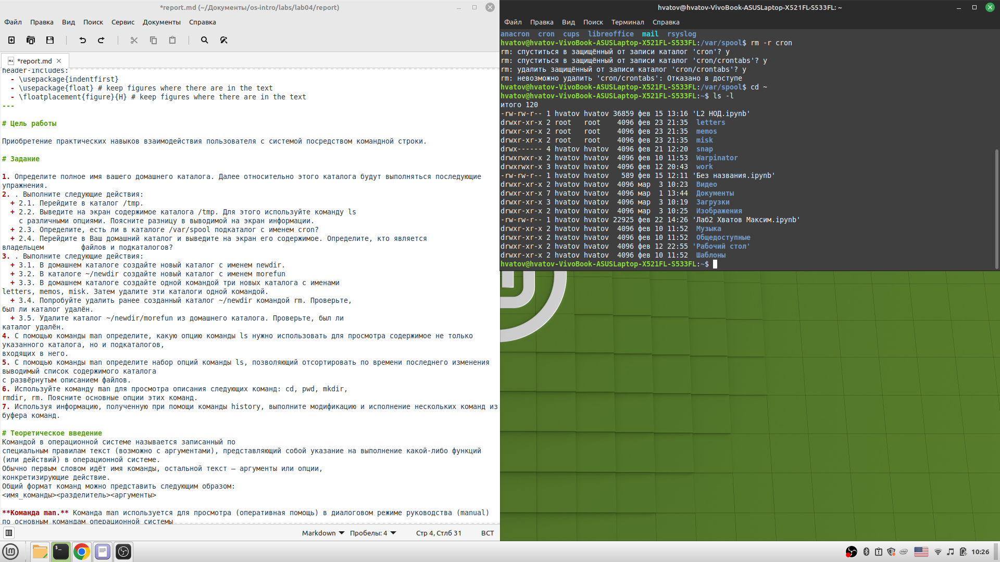 *report.md (~/Документы/os-intro/labs/lab04/report)
Файл Правка Вид Поиск Сервис Документы Справка
*report.md
header-includes:
- \usepackage{indentfirst}
- \usepackage{float} # keep figures where there are in the text
- \floatplacement{figure}{H} # keep figures where there are in the text
---
# Цель работы
Приобретение практических навыков взаимодействия пользователя с системой посредством командной строки.
# Задание
1. Определите полное имя вашего домашнего каталога. Далее относительно этого каталога будут выполняться последующие
упражнения.
2. . Выполните следующие действия:
+ 2.1. Перейдите в каталог /tmp.
+ 2.2. Выведите на экран содержимое каталога /tmp. Для этого используйте команду ls
с различными опциями. Поясните разницу в выводимой на экран информации.
+ 2.3. Определите, есть ли в каталоге /var/spool подкаталог с именем cron?
+ 2.4. Перейдите в Ваш домашний каталог и выведите на экран его содержимое. Определите, кто является
владельцем         файлов и подкаталогов?
3. . Выполните следующие действия:
+ 3.1. В домашнем каталоге создайте новый каталог с именем newdir.
+ 3.2. В каталоге ~/newdir создайте новый каталог с именем morefun
+ 3.3. В домашнем каталоге создайте одной командой три новых каталога с именами
letters, memos, misk. Затем удалите эти каталоги одной командой.
+ 3.4. Попробуйте удалить ранее созданный каталог ~/newdir командой rm. Проверьте,
был ли каталог удалён.
+ 3.5. Удалите каталог ~/newdir/morefun из домашнего каталога. Проверьте, был ли
каталог удалён.
4. С помощью команды man определите, какую опцию команды ls нужно использовать для просмотра содержимое не только
указанного каталога, но и подкаталогов,
входящих в него.
5. С помощью команды man определите набор опций команды ls, позволяющий отсортировать по времени последнего изменения
выводимый список содержимого каталога
с развёрнутым описанием файлов.
6. Используйте команду man для просмотра описания следующих команд: cd, pwd, mkdir,
rmdir, rm. Поясните основные опции этих команд.
7. Используя информацию, полученную при помощи команды history, выполните модификацию и исполнение нескольких команд из
буфера команд.
# Теоретическое введение
Командой в операционной системе называется записанный по
специальным правилам текст (возможно с аргументами), представляющий собой указание на выполнение какой-либо функций
(или действий) в операционной системе.
Обычно первым словом идёт имя команды, остальной текст — аргументы или опции,
конкретизирующие действие.
Общий формат команд можно представить следующим образом:
<имя_команды><разделитель><аргументы>
**Команда man.** Команда man используется для просмотра (оперативная помощь) в диалоговом режиме руководства (manual)
по основным командам операционной системы
Markdown Пробелы: 4 Стр 4, Стлб 31 ВСТ
hvatov@hvatov-VivoBook-ASUSLaptop-X521FL-S533FL: ~
Файл Правка Вид Поиск Терминал Справка
anacron  cron  cups  libreoffice  mail  rsyslog
hvatov@hvatov-VivoBook-ASUSLaptop-X521FL-S533FL:/var/spool$ rm -r cron
rm: спуститься в защищённый от записи каталог 'cron'? y
rm: спуститься в защищённый от записи каталог 'cron/crontabs'? y
rm: удалить защищённый от записи каталог 'cron/crontabs'? y
rm: невозможно удалить 'cron/crontabs': Отказано в доступе
hvatov@hvatov-VivoBook-ASUSLaptop-X521FL-S533FL:/var/spool$ cd ~
hvatov@hvatov-VivoBook-ASUSLaptop-X521FL-S533FL:~$ ls -l
итого 120
-rw-rw-r-- 1 hvatov hvatov 36859 фев 15 13:16 'L2 НОД.ipynb'
drwxr-xr-x 2 root   root    4096 фев 23 21:35  letters
drwxr-xr-x 2 root   root    4096 фев 23 21:35  memos
drwxr-xr-x 2 root   root    4096 фев 23 21:35  misk
drwx------ 4 hvatov hvatov  4096 фев 21 12:20  snap
drwxrwxr-x 2 hvatov hvatov  4096 фев 10 11:53  Warpinator
drwxrwxr-x 3 hvatov hvatov  4096 фев 12 20:43  work
-rw-rw-r-- 1 hvatov hvatov   589 фев 15 12:11 'Без названия.ipynb'
drwxr-xr-x 2 hvatov hvatov  4096 мар  3 10:23  Видео
drwxr-xr-x 7 hvatov hvatov  4096 мар  1 13:44  Документы
drwxr-xr-x 3 hvatov hvatov  4096 мар  3 10:19  Загрузки
drwxr-xr-x 2 hvatov hvatov  4096 мар  3 10:25  Изображения
-rw-rw-r-- 1 hvatov hvatov 22925 фев 22 14:26 'Лаб2 Хватов Максим.ipynb'
drwxr-xr-x 2 hvatov hvatov  4096 фев 10 11:52  Музыка
drwxr-xr-x 2 hvatov hvatov  4096 фев 10 11:52  Общедоступные
drwxr-xr-x 2 hvatov hvatov  4096 фев 12 22:55 'Рабочий стол'
drwxr-xr-x 2 hvatov hvatov  4096 фев 10 11:52  Шаблоны
hvatov@hvatov-VivoBook-ASUSLaptop-X521FL-S533FL:~$
10:26